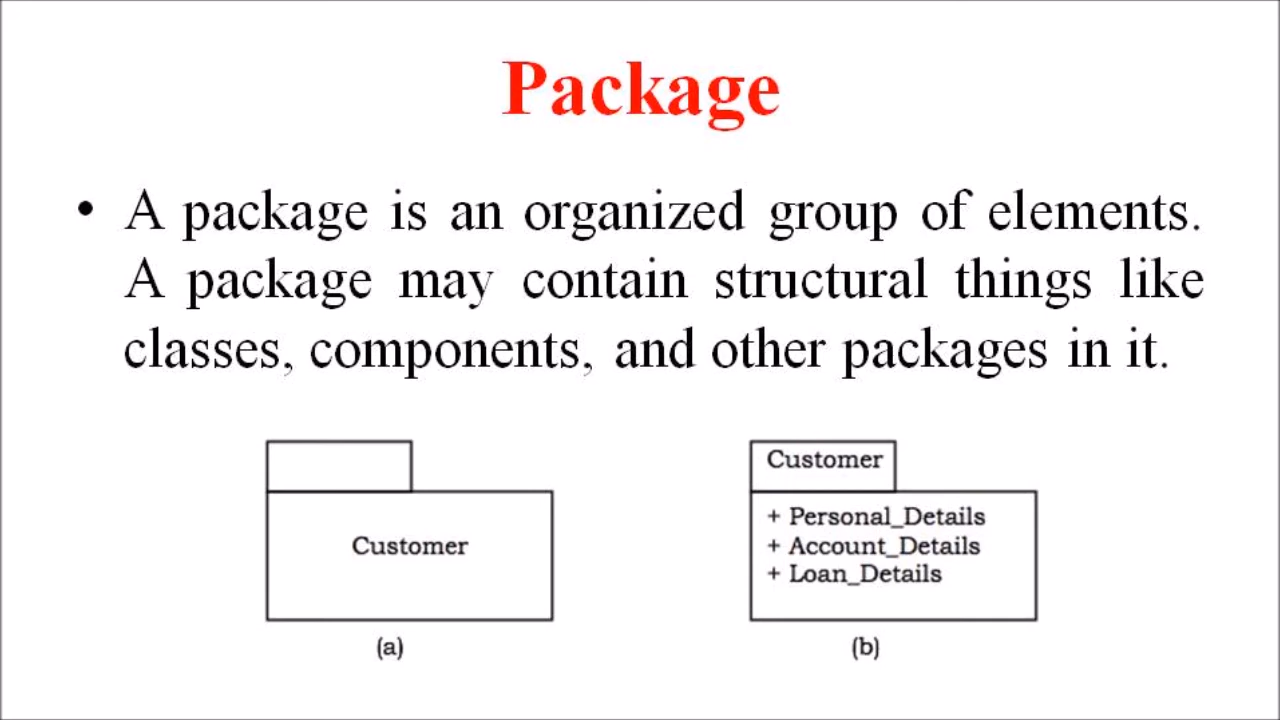 Package
• A package is an organized group of elements.
A package may contain structural things like
classes, components, and other packages in it.
Customer
(a)
Customer
+ Personal_Details
+ Account_Details
+ Loan_Details
(b)